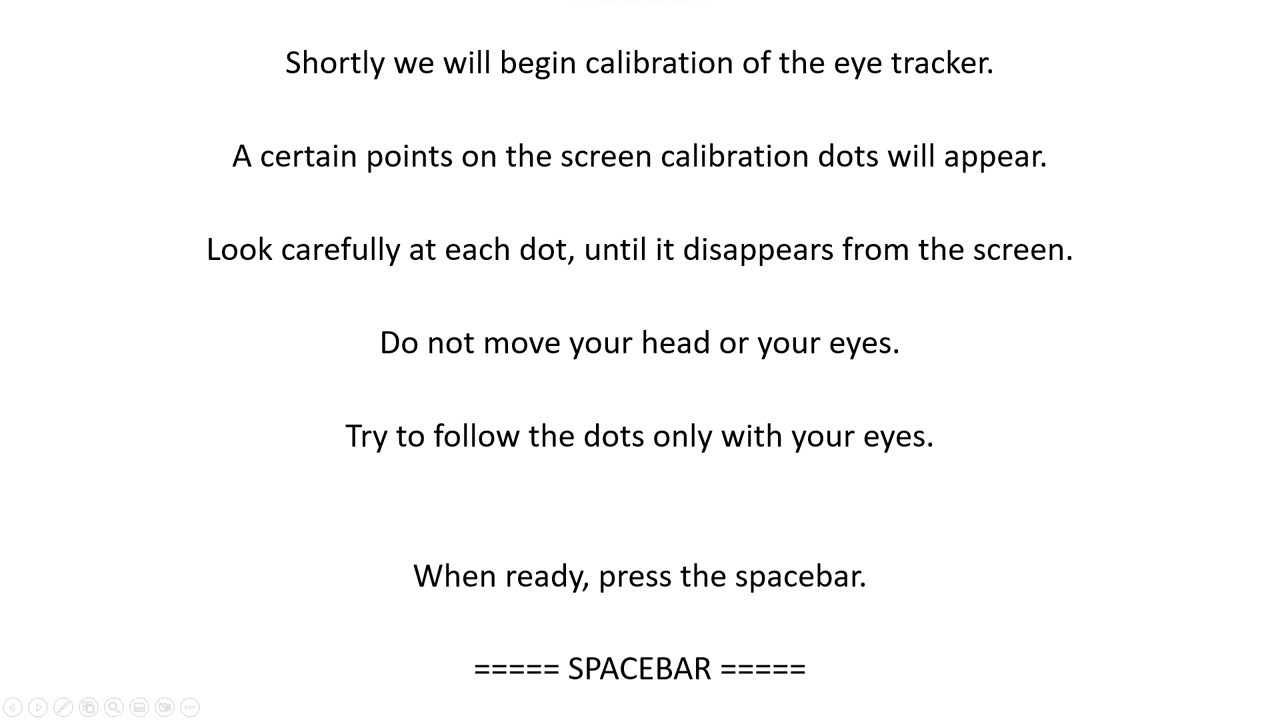 Shortly we will begin calibration of the eye tracker.
A certain points on the screen calibration dots will appear.
Look carefully at each dot, until it disappears from the screen.
Do not move your head or your eyes.
Try to follow the dots only with your eyes.
When ready, press the spacebar.
===== SPACEBAR =====